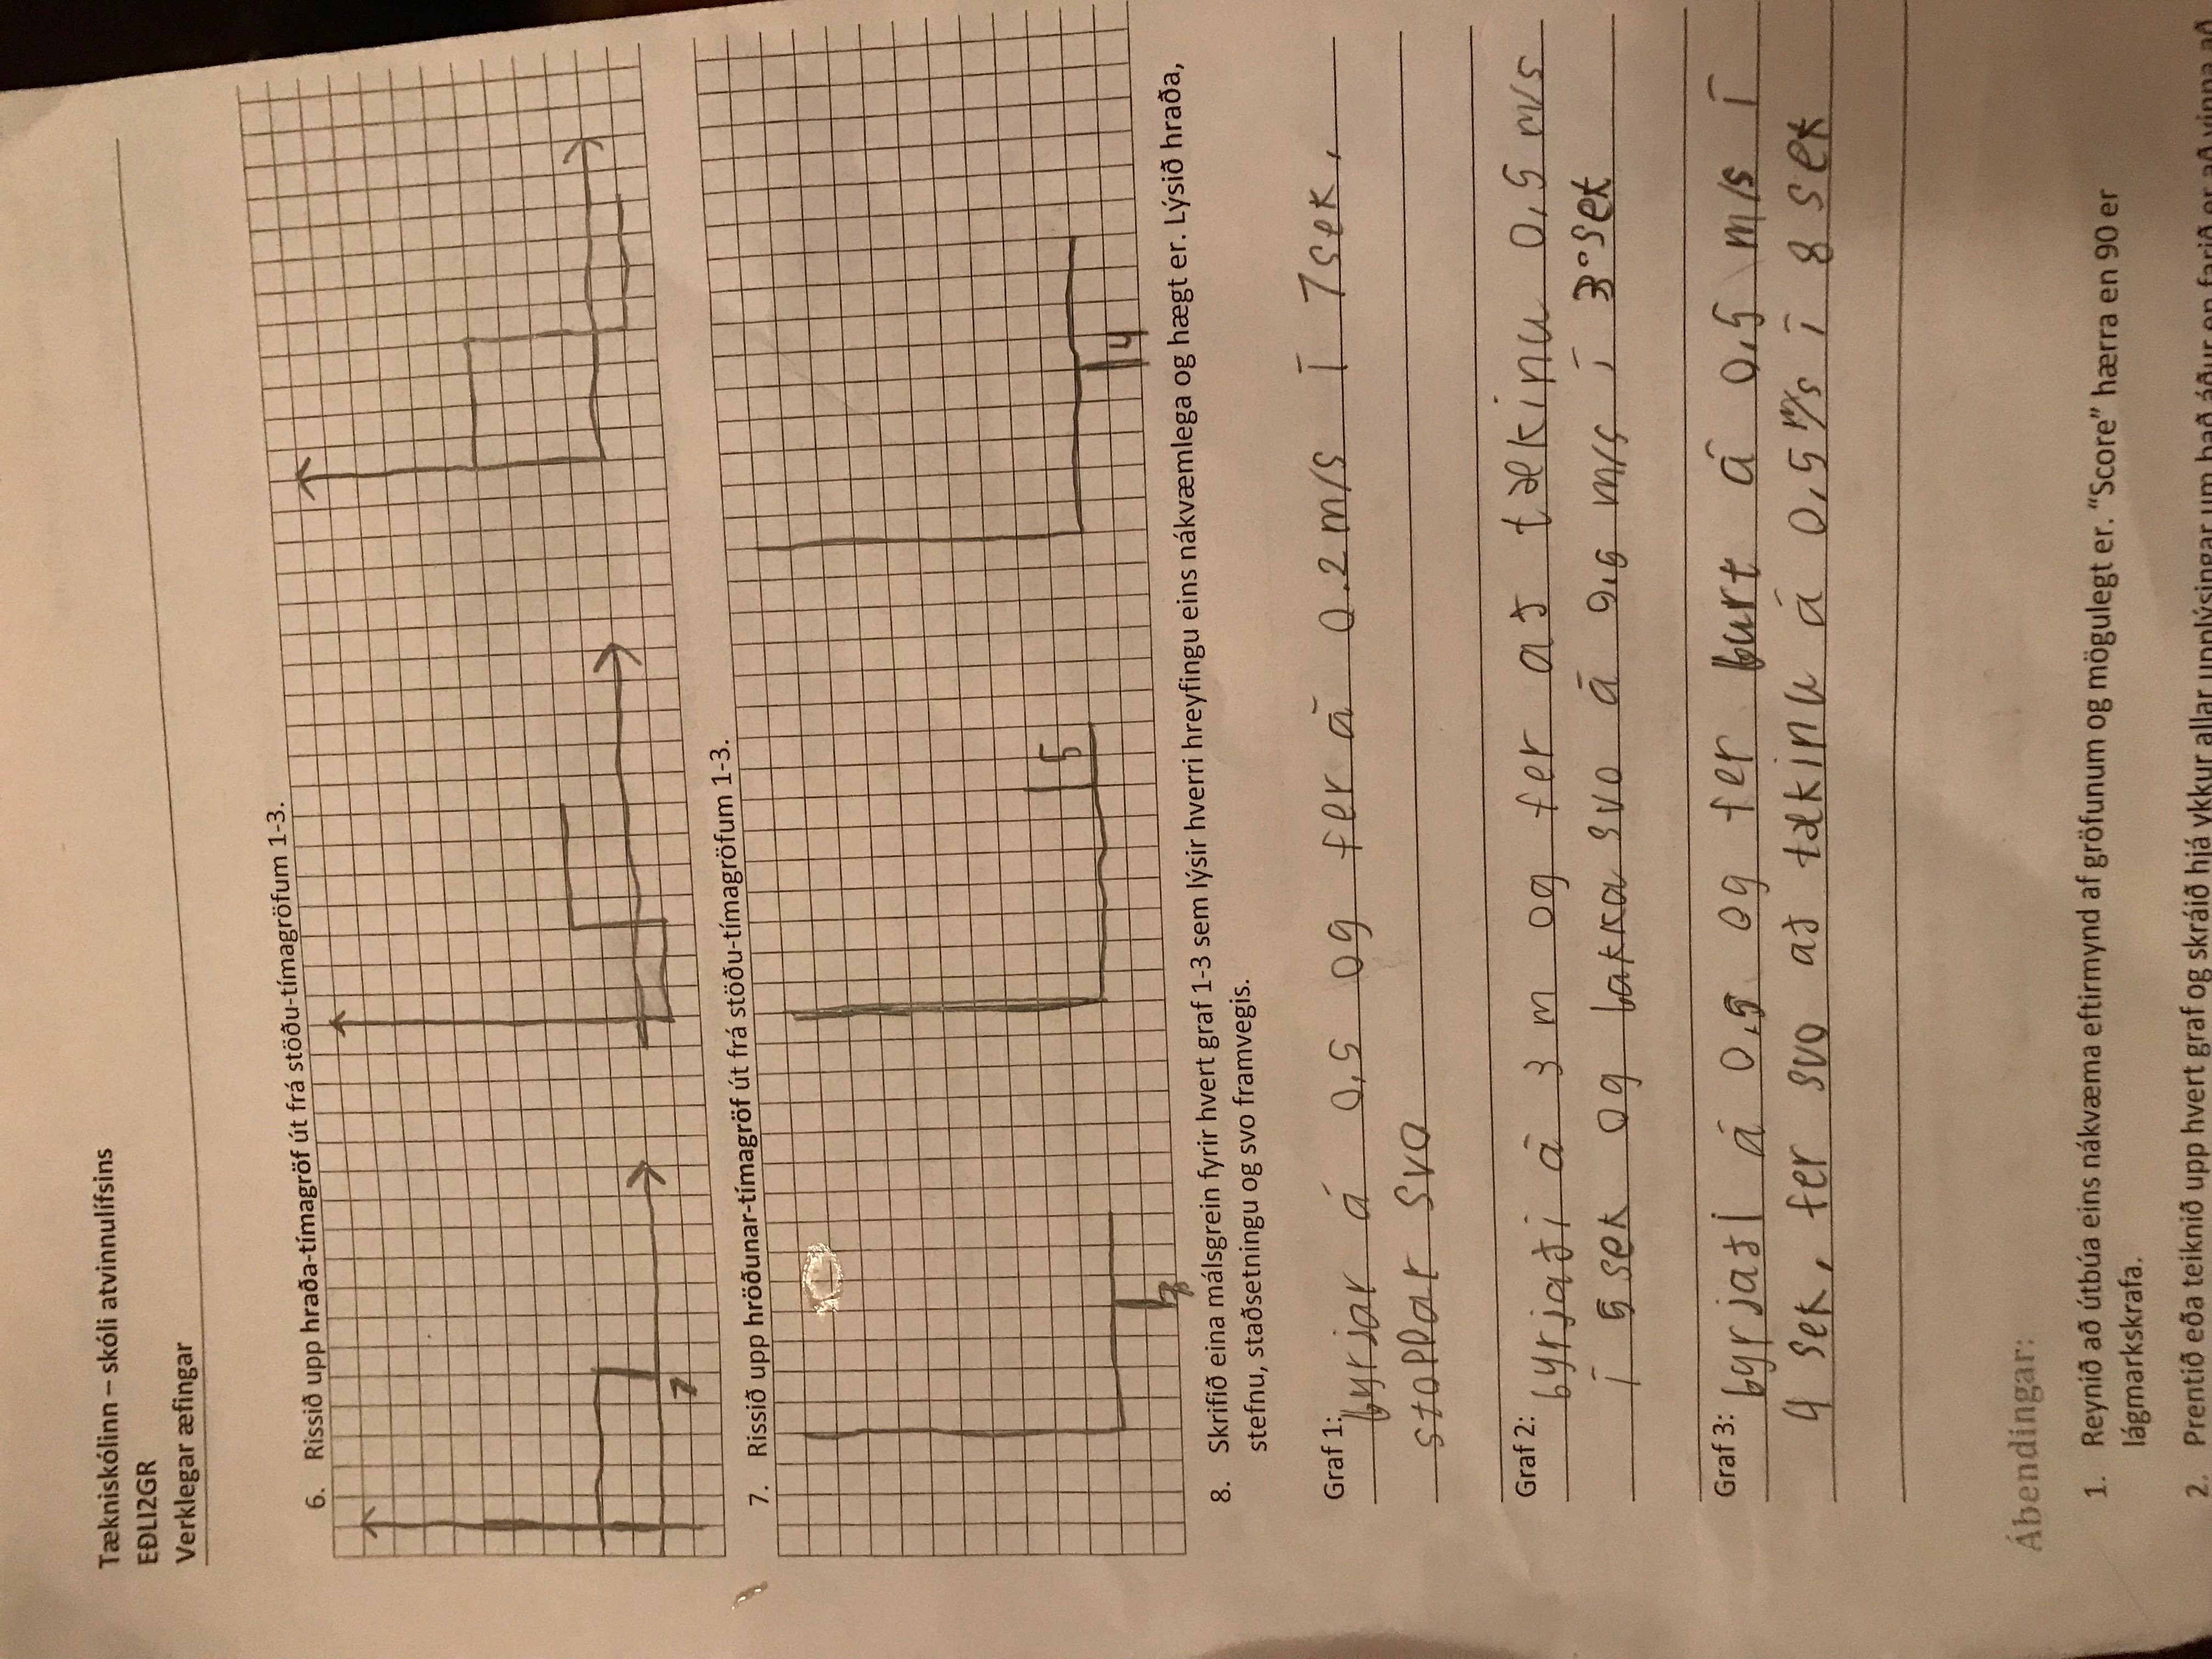 Tækniskólinn – skóli atvinnulífsins
EÐLI2GR
Verklegar æfingar
6. Rissið upp hraða-tímagröf út frá stöðu-tímagröfum 1-3.
7
7. Rissið upp hröðunar-tímagröf út frá stöðu-tímagröfum 1-3.
5
4
8. Skrifið eina málsgrein fyrir hvert graf 1-3 sem lýsir hverri hreyfingu eins nákvæmlega og hægt er. Lýsið hraða,
stefnu, staðsetningu og svo framvegis.
Graf 1: byrjar á 0,5 og fer á 0.2 m/s í 7 sek,
stoppar svo
Graf 2: byrjaði á 3 m og fer að tækinu 0,5 m/s
í 5 sek og bakka svo á 0,5 m/s í 3 sek
Graf 3: byrjaði á 0,5 og fer burt á 0,5 m/s í
4 sek, fer svo að tækinu á 0,5 m/s í 8 sek
Ábendingar:
1. Reynið að útbúa eins nákvæma eftirmynd af gröfunum og mögulegt er. “Score” hærra en 90 er
lágmarkskrafa.
2. Prentið eða teiknið upp hvert graf og skráið hjá ykkur allar upplýsingar um það áður en farið er að vinna að